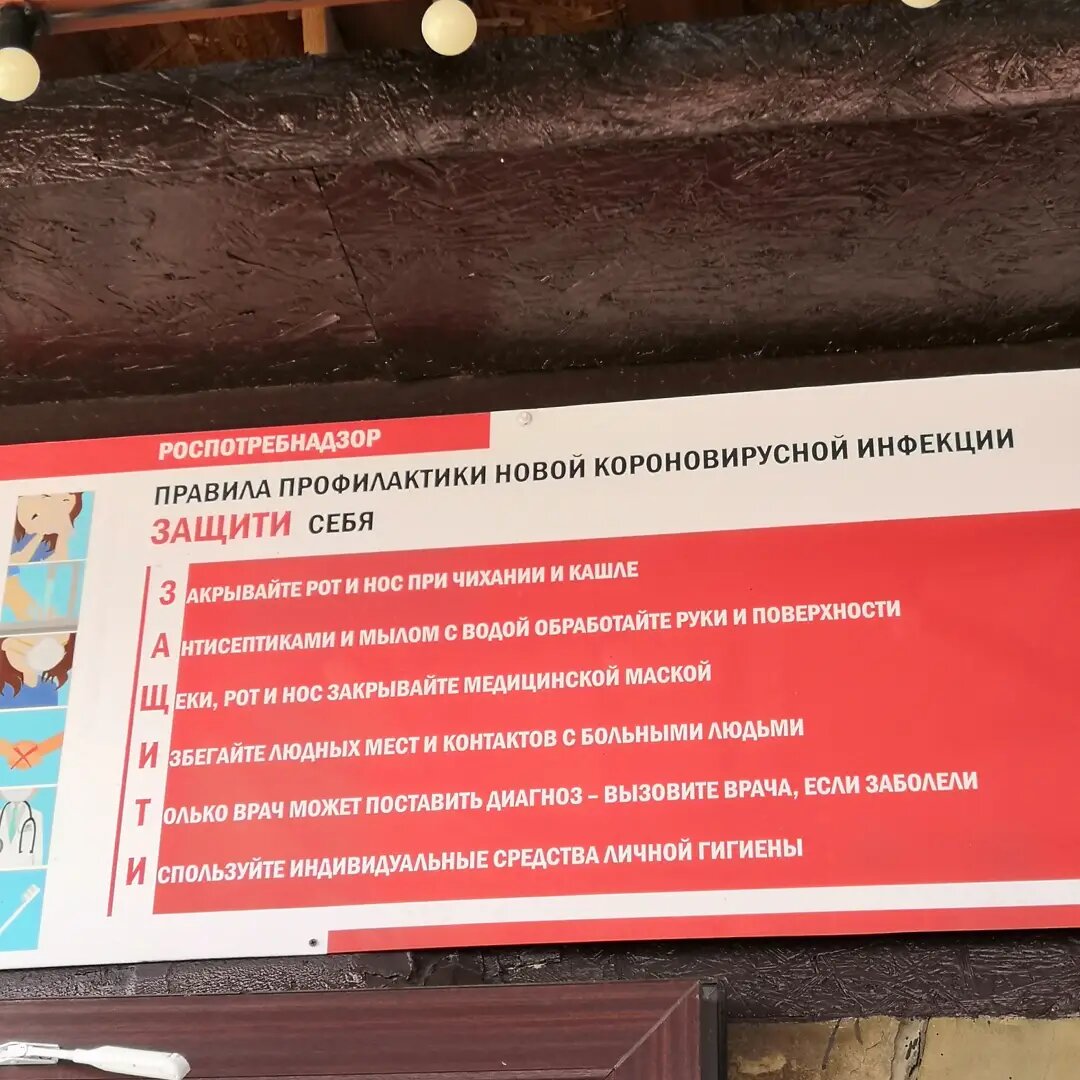 РОСПОТРЕБНАДЗОР
ПРАВИЛА ПРОФИЛАКТИКИ НОВОЙ КОРОНОВИРУСНОЙ ИНФЕКЦИИ
ЗАЩИТИ СЕБЯ
ЗАКРЫВАЙТЕ РОТ И НОС ПРИ ЧИХАНИИ И КАШЛЕ
АНТИСЕПТИКАМИ И МЫЛОМ С ВОДОЙ ОБРАБОТАЙТЕ РУКИ И ПОВЕРХНОСТИ
ЩЕКИ, РОТ И НОС ЗАКРЫВАЙТЕ МЕДИЦИНСКОЙ МАСКОЙ
ИЗБЕГАЙТЕ ЛЮДНЫХ МЕСТ И КОНТАКТОВ С БОЛЬНЫМИ ЛЮДЬМИ
ТОЛЬКО ВРАЧ МОЖЕТ ПОСТАВИТЬ ДИАГНОЗ – ВЫЗОВИТЕ ВРАЧА, ЕСЛИ ЗАБОЛЕЛИ
ИСПОЛЬЗУЙТЕ ИНДИВИДУАЛЬНЫЕ СРЕДСТВА ЛИЧНОЙ ГИГИЕНЫ